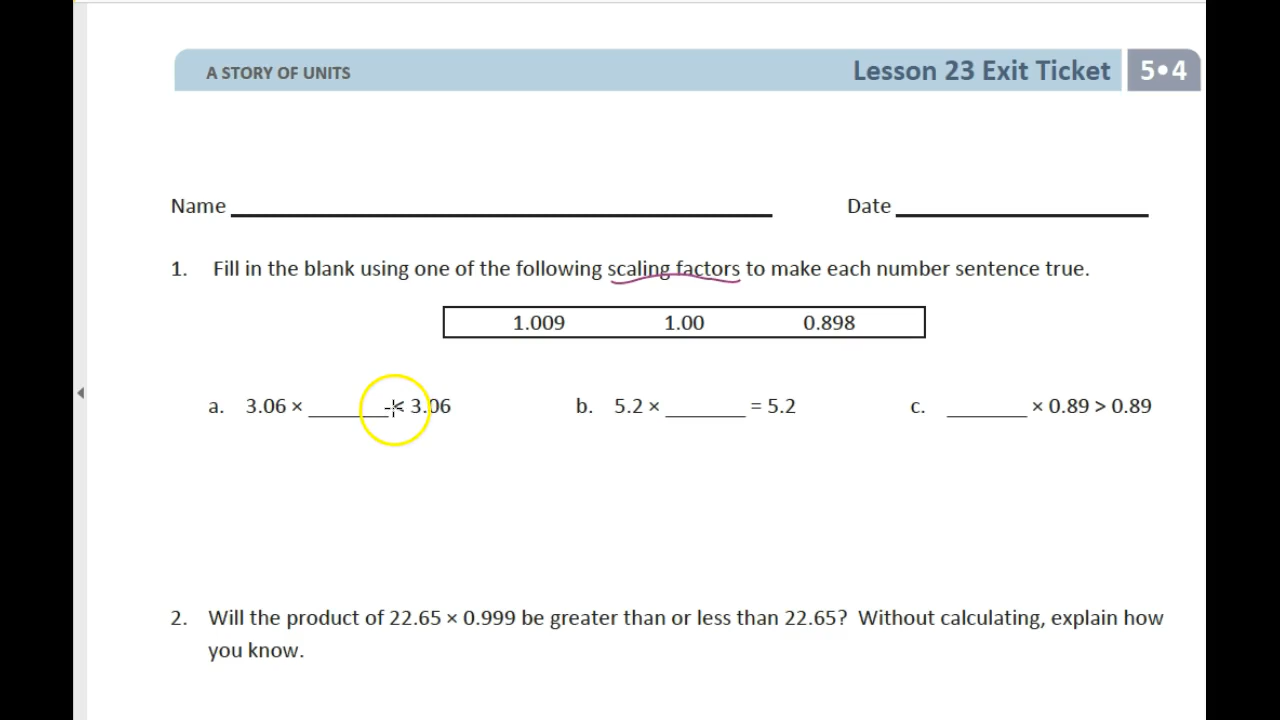 A STORY OF UNITS Lesson 23 Exit Ticket 5•4
Name Date
1. Fill in the blank using one of the following scaling factors to make each number sentence true.
1.009 1.00 0.898
a. 3.06 × _______ < 3.06 b. 5.2 × _______ = 5.2 c. _______ × 0.89 > 0.89
2. Will the product of 22.65 × 0.999 be greater than or less than 22.65? Without calculating, explain how
you know.